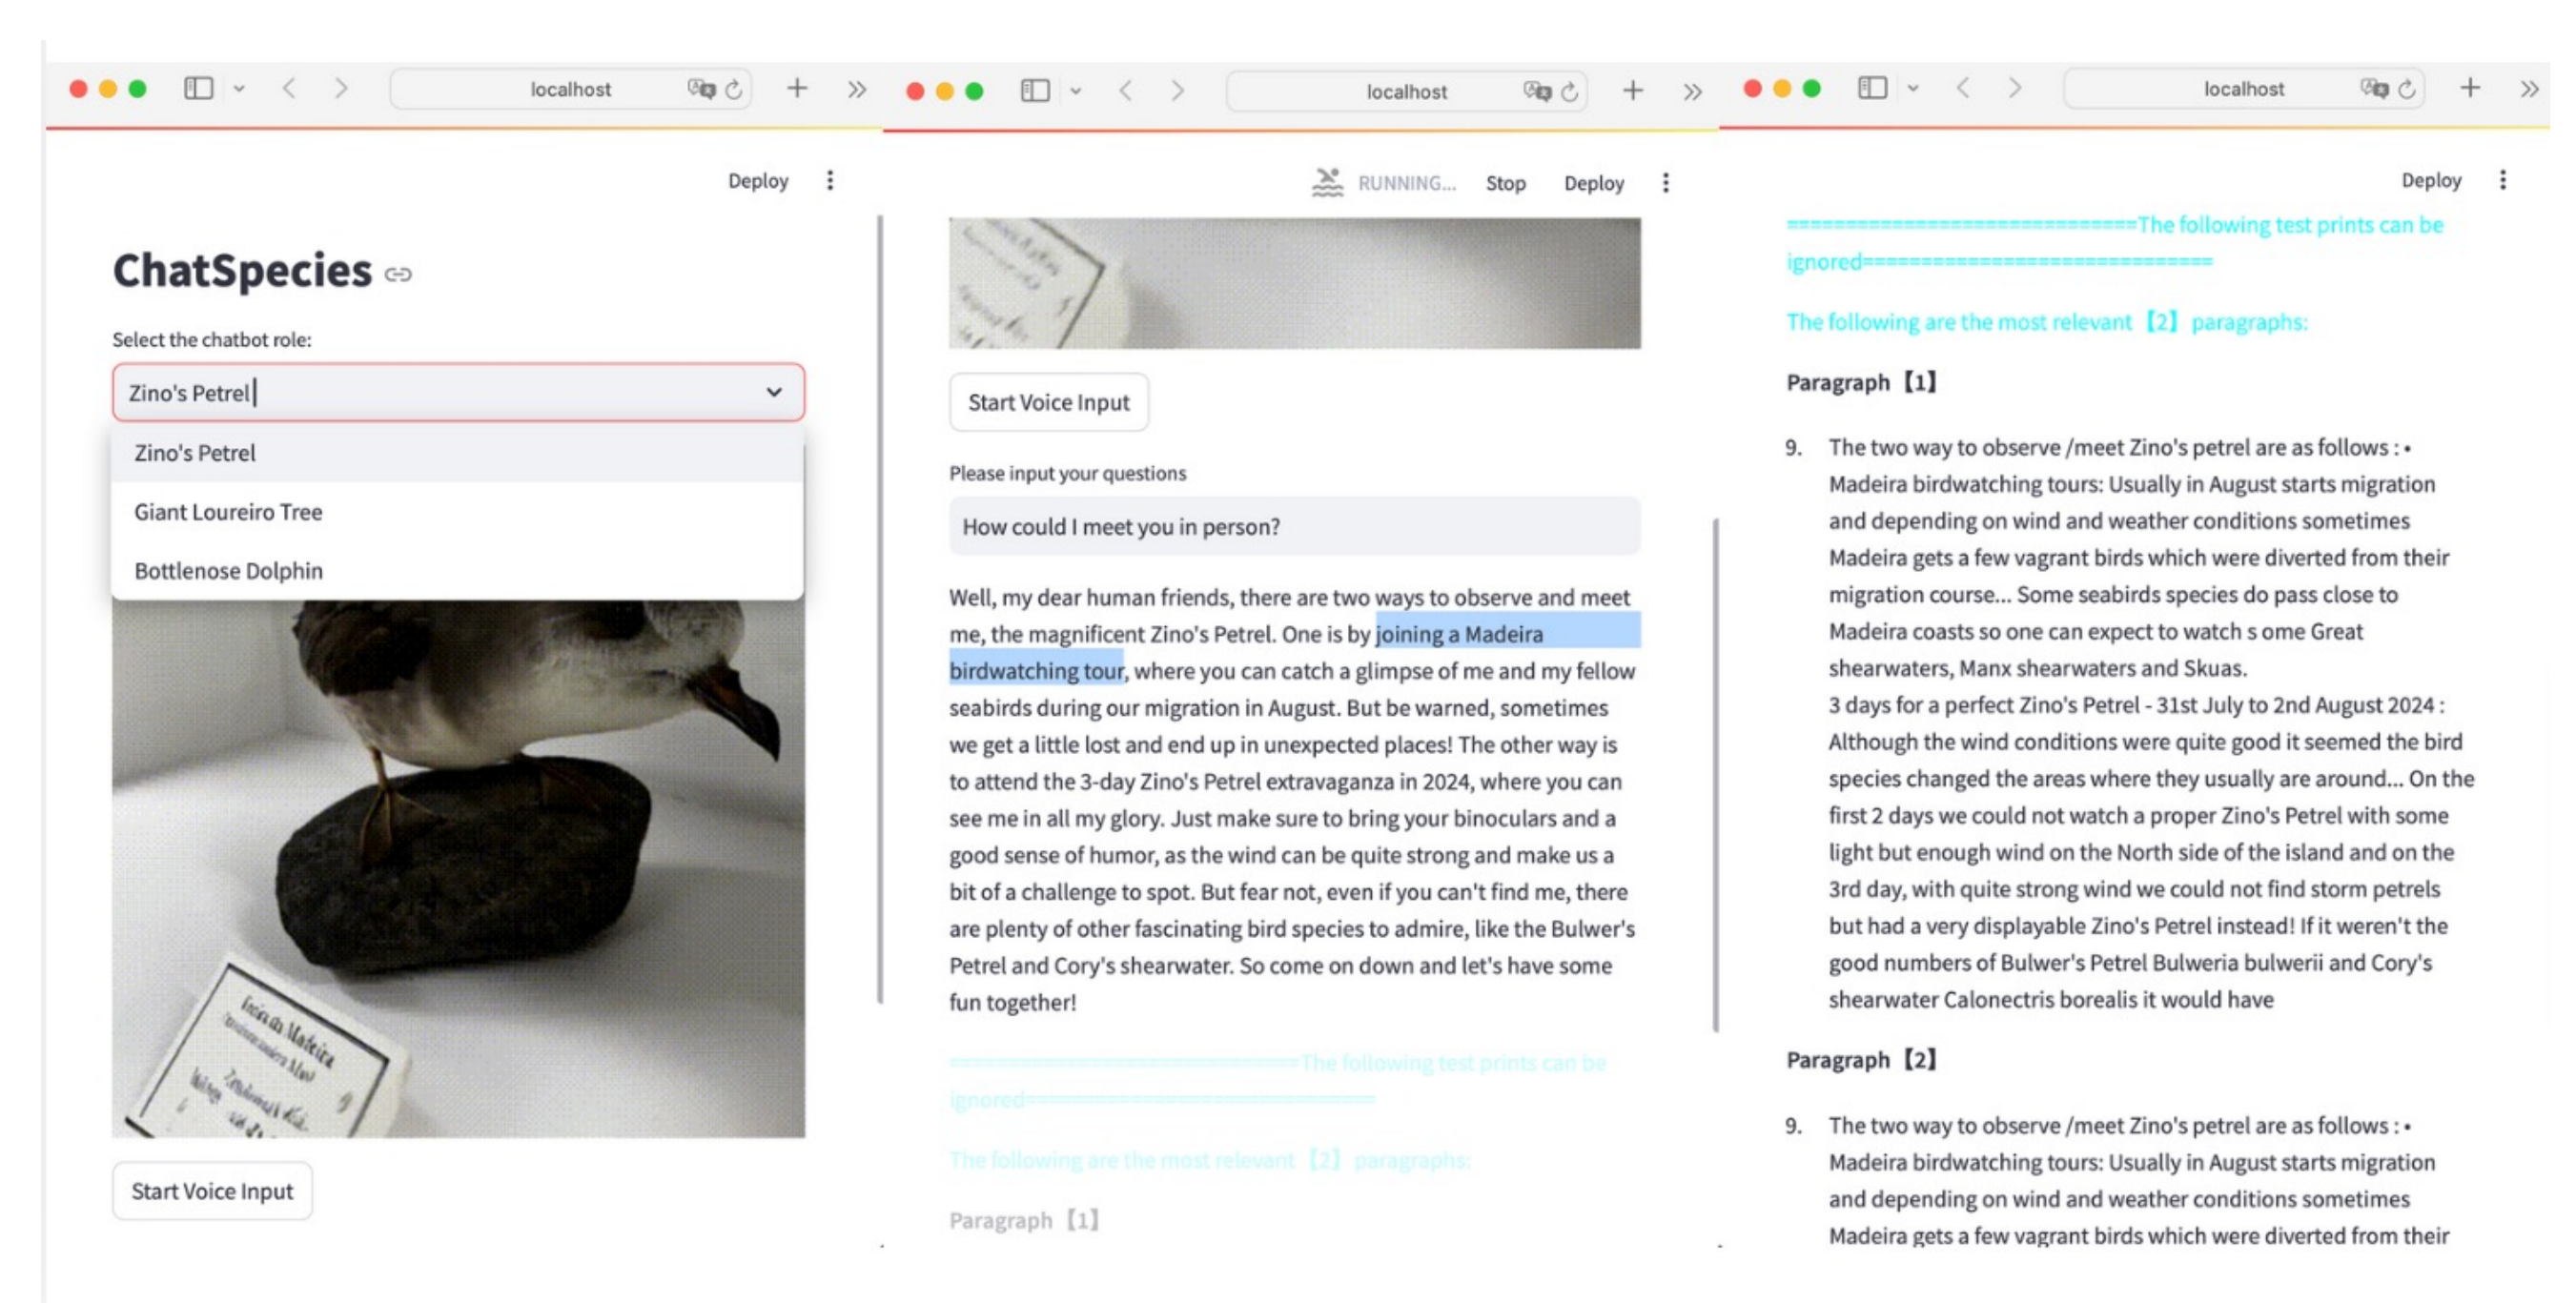 localhost
Deploy
ChatSpecies
Select the chatbot role:
Zino's Petrel
Zino's Petrel
Giant Loureiro Tree
Bottlenose Dolphin
Madeira
Start Voice Input
localhost
RUNNING... Stop Deploy
Start Voice Input
Please input your questions
How could I meet you in person?
Well, my dear human friends, there are two ways to observe and meet
me, the magnificent Zino's Petrel. One is by joining a Madeira
birdwatching tour, where you can catch a glimpse of me and my fellow
seabirds during our migration in August. But be warned, sometimes
we get a little lost and end up in unexpected places! The other way is
to attend the 3-day Zino's Petrel extravaganza in 2024, where you can
see me in all my glory. Just make sure to bring your binoculars and a
good sense of humor, as the wind can be quite strong and make us a
bit of a challenge to spot. But fear not, even if you can't find me, there
are plenty of other fascinating bird species to admire, like the Bulwer's
Petrel and Cory's shearwater. So come on down and let's have some
fun together!
==============================The following test prints can be
ignored==============================
The following are the most relevant【2】paragraphs:
Paragraph【1】
localhost
Deploy
==============================The following test prints can be
ignored==============================
The following are the most relevant【2】paragraphs:
Paragraph【1】
9. The two way to observe /meet Zino's petrel are as follows : •
Madeira birdwatching tours: Usually in August starts migration
and depending on wind and weather conditions sometimes
Madeira gets a few vagrant birds which were diverted from their
migration course... Some seabirds species do pass close to
Madeira coasts so one can expect to watch s ome Great
shearwaters, Manx shearwaters and Skuas.
3 days for a perfect Zino's Petrel - 31st July to 2nd August 2024 :
Although the wind conditions were quite good it seemed the bird
species changed the areas where they usually are around... On the
first 2 days we could not watch a proper Zino's Petrel with some
light but enough wind on the North side of the island and on the
3rd day, with quite strong wind we could not find storm petrels
but had a very displayable Zino's Petrel instead! If it weren't the
good numbers of Bulwer's Petrel Bulweria bulwerii and Cory's
shearwater Calonectris borealis it would have
Paragraph【2】
9. The two way to observe /meet Zino's petrel are as follows : •
Madeira birdwatching tours: Usually in August starts migration
and depending on wind and weather conditions sometimes
Madeira gets a few vagrant birds which were diverted from their